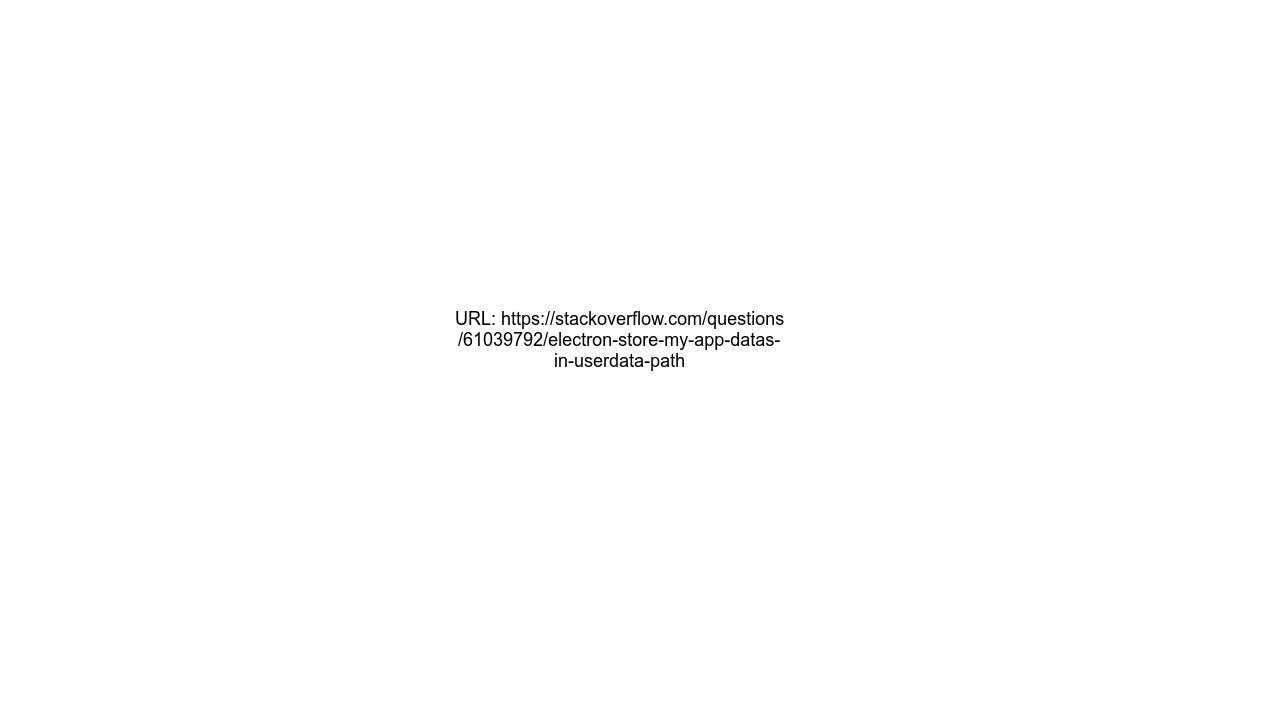 URL: https://stackoverflow.com/questions
/61039792/electron-store-my-app-datas-
in-userdata-path